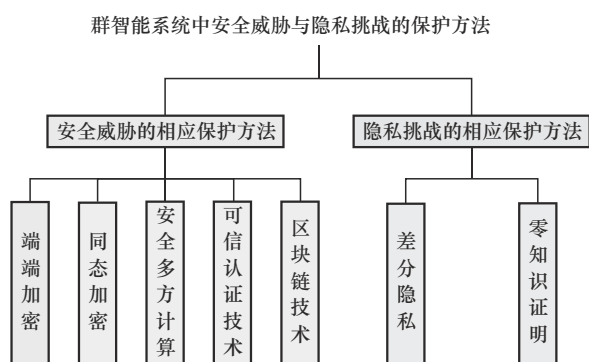 群智能系统中安全威胁与隐私挑战的保护方法
安全威胁的相应保护方法
隐私挑战的相应保护方法
端端加密
同态加密
安全多方计算
可信认证技术
区块链技术
差分隐私
零知识证明